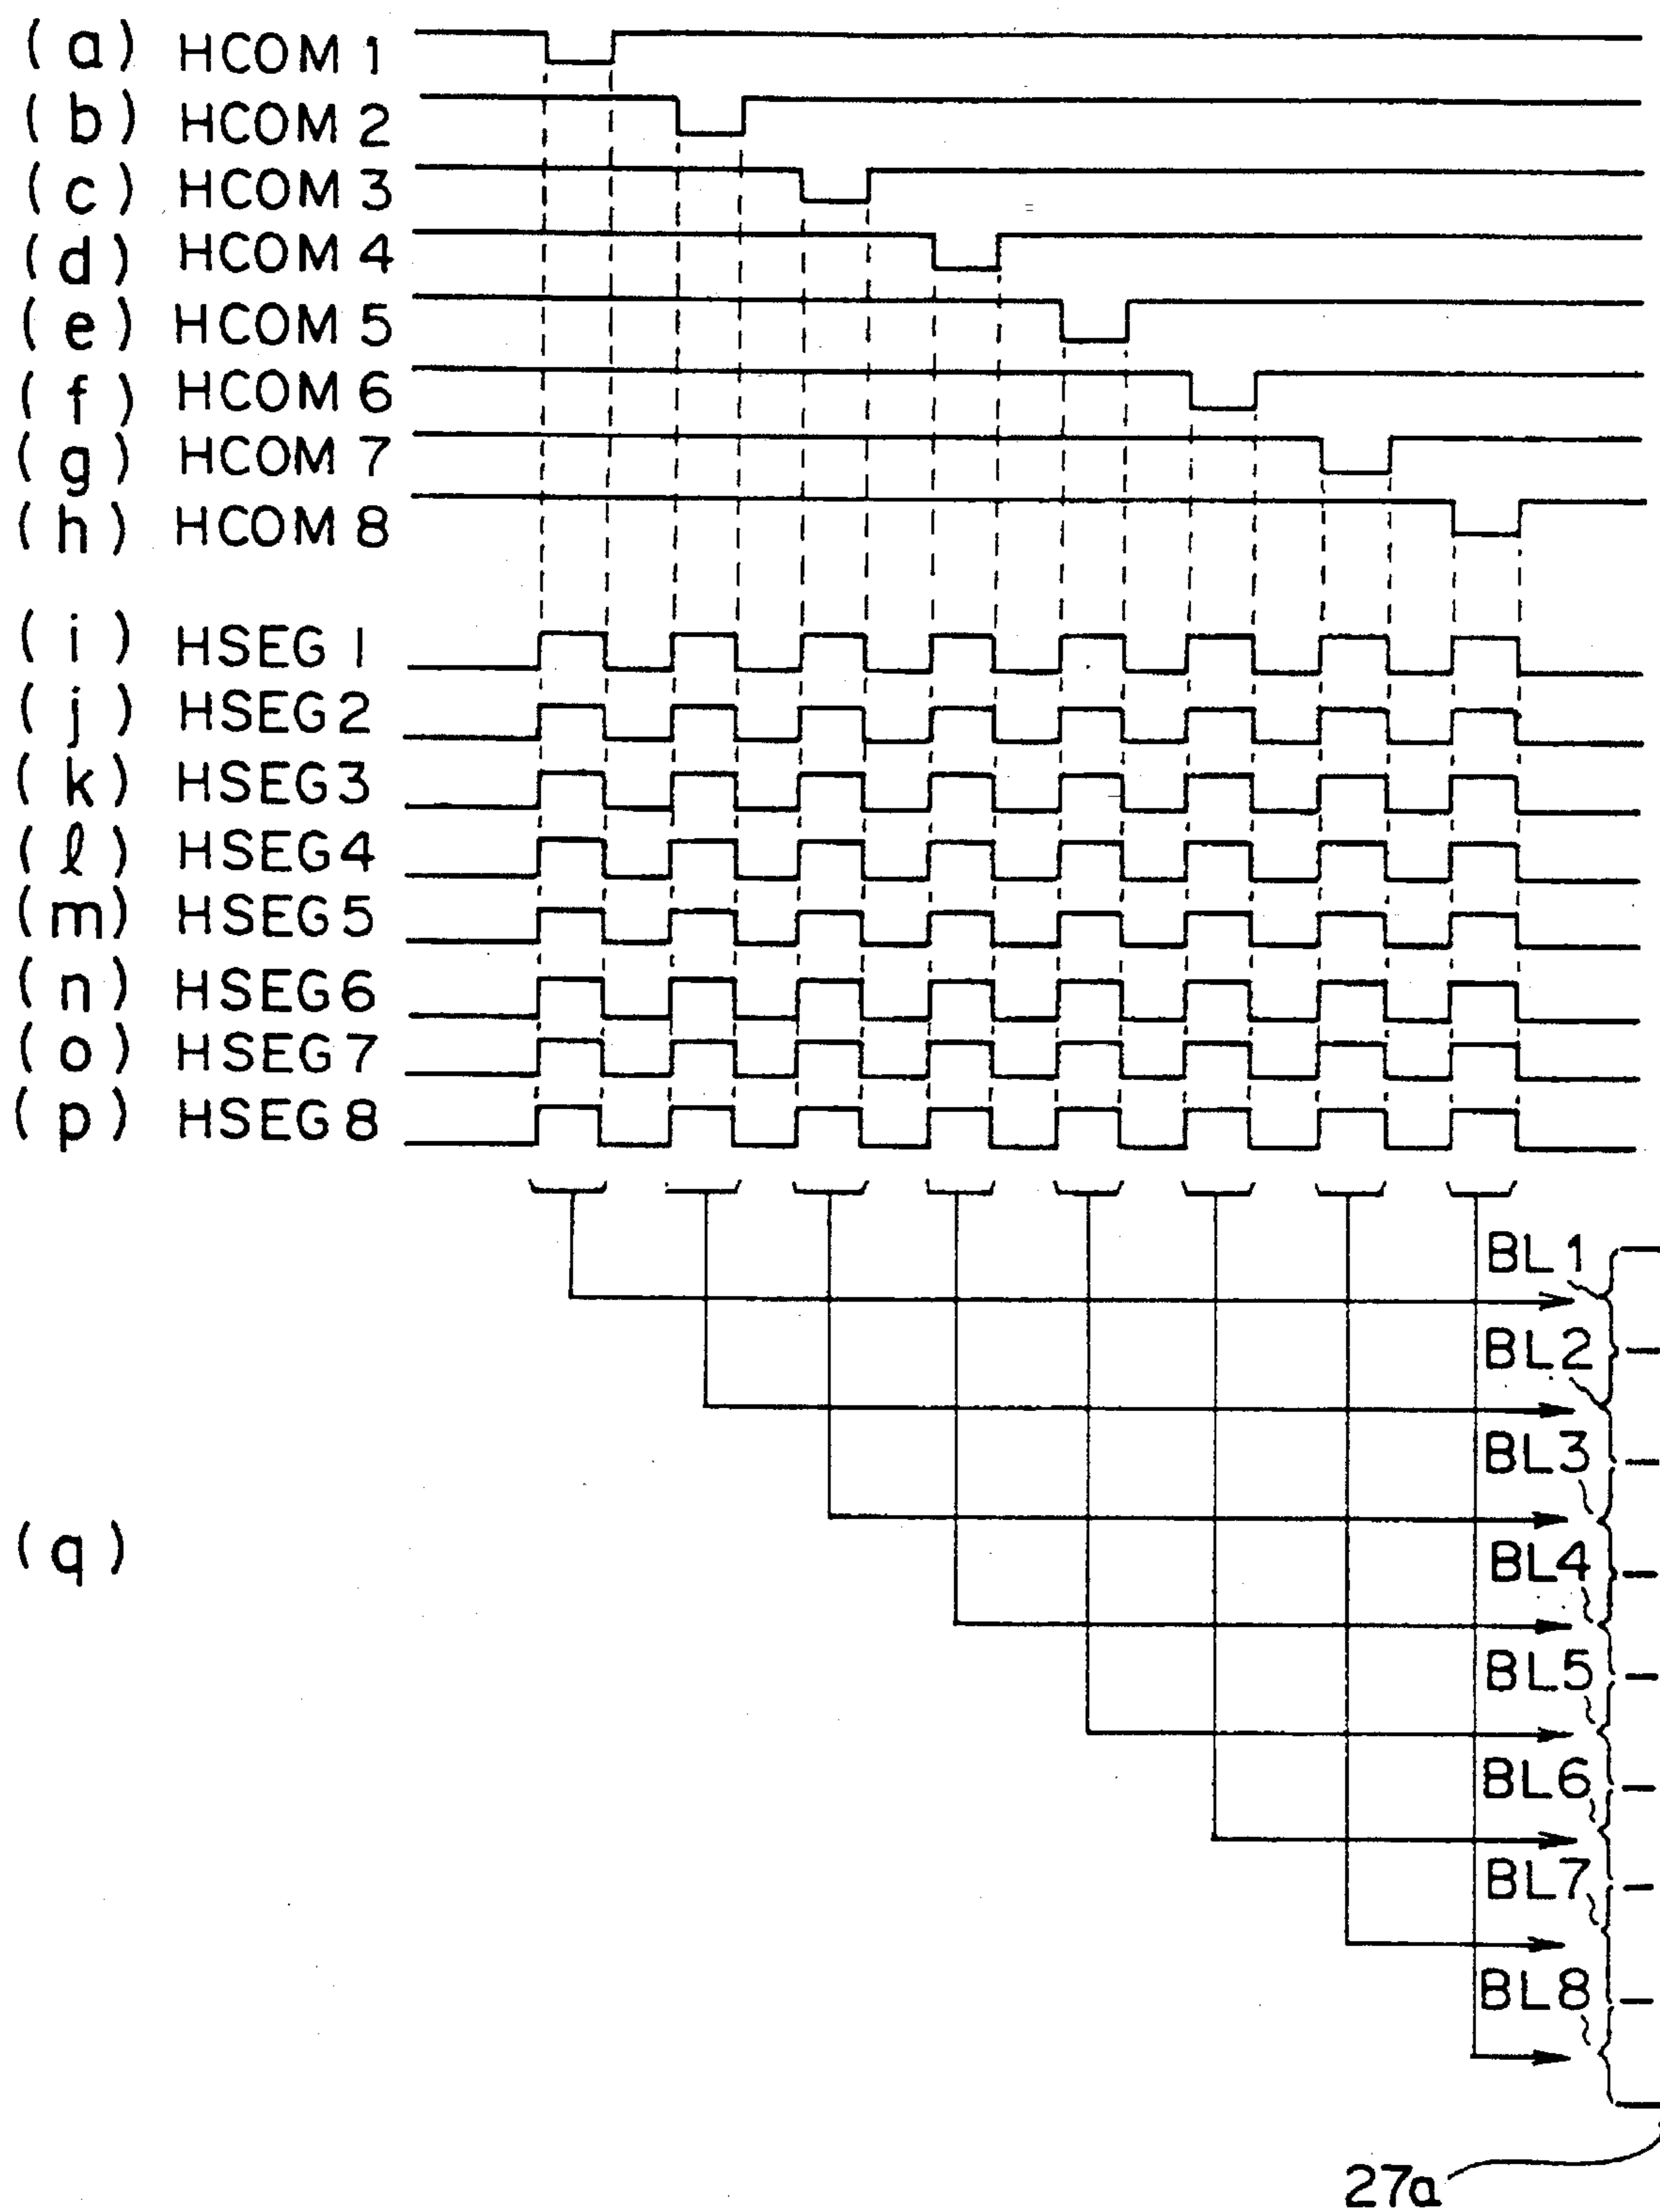 (a) HCOM 1
(b) HCOM 2
(c) HCOM 3
(d) HCOM 4
(e) HCOM 5
(f) HCOM 6
(g) HCOM 7
(h) HCOM 8
(i) HSEG 1
(j) HSEG 2
(k) HSEG 3
(ℓ) HSEG 4
(m) HSEG 5
(n) HSEG 6
(o) HSEG 7
(p) HSEG 8
BL1
BL2
BL3
(q)
BL4
BL5
BL6
BL7
BL8
27a